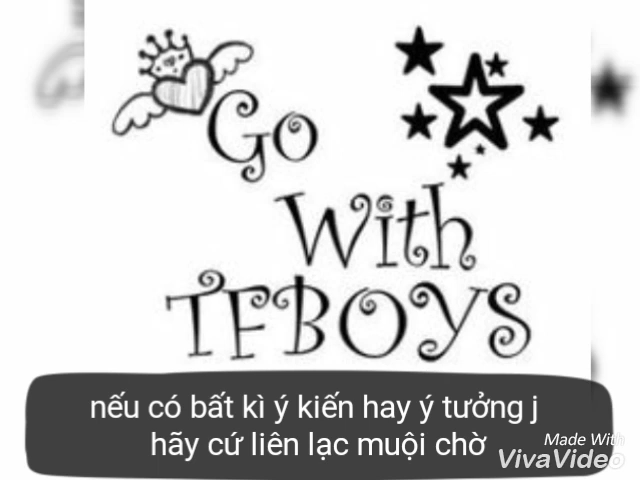 Go
With
TFBOYS
nếu có bất kì ý kiến hay ý tưởng j
hãy cứ liên lạc muội chờ
Made With
VivaVideo